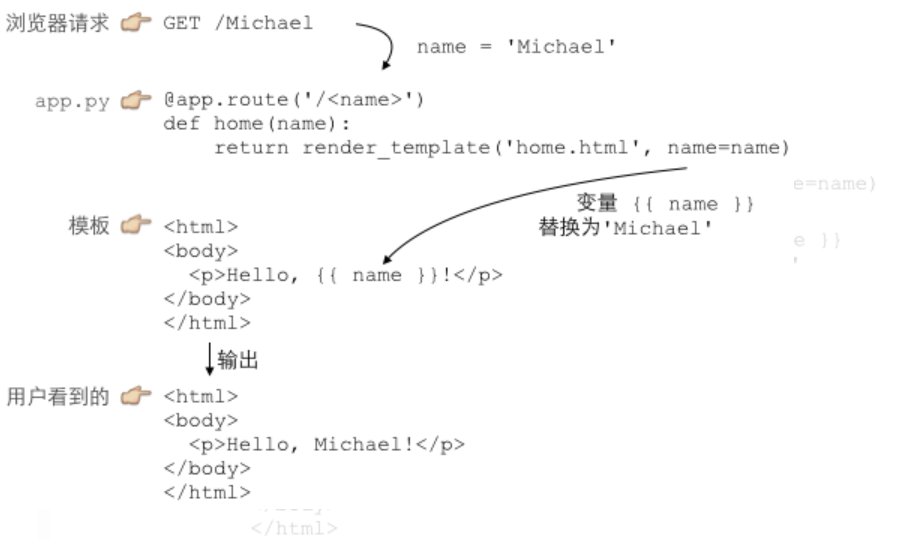 浏览器请求 GET /Michael
name = 'Michael'
app.py @app.route('/<name>')
def home(name):
return render_template('home.html', name=name)
e=name)
变量 {{ name }}
模板 <html>
替换为'Michael'
e }}
'
<body>
<p>Hello, {{ name }}!</p>
</body>
</html>
输出
用户看到的 <html>
<body>
<p>Hello, Michael!</p>
</body>
</html>
</html>